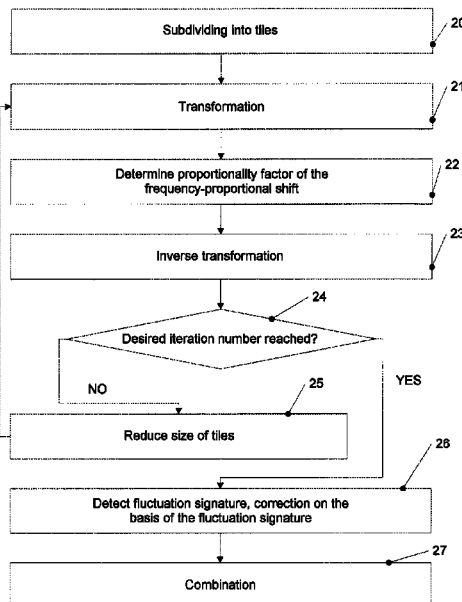 Subdividing into tiles
20
Transformation
21
Determine proportionality factor of the
frequency-proportional shift
22
Inverse transformation
23
24
Desired iteration number reached?
NO
YES
25
Reduce size of tiles
26
Detect fluctuation signature, correction on the
basis of the fluctuation signature
27
Combination